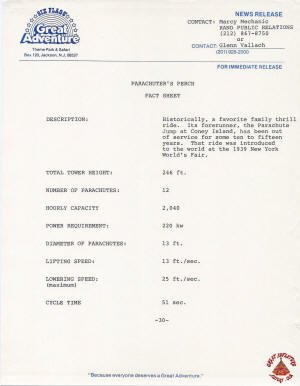 SIX FLAGS®
Great Adventure
Theme Park & Safari
Box 120, Jackson, N.J. 08527
NEWS RELEASE
CONTACT: Marcy Mechanic
RAND PUBLIC RELATIONS
(212) 867-8750
or
CONTACT: Glenn Vallach
(201) 928-2000
FOR IMMEDIATE RELEASE
PARACHUTER'S PERCH
FACT SHEET
DESCRIPTION: Historically, a favorite family thrill
ride. Its forerunner, the Parachute
Jump at Coney Island, has been out
of service for some ten to fifteen
years. That ride was introduced
to the world at the 1939 New York
World's Fair.
TOTAL TOWER HEIGHT: 246 ft.
NUMBER OF PARACHUTES: 12
HOURLY CAPACITY 2,040
POWER REQUIREMENT: 220 kw
DIAMETER OF PARACHUTES: 13 ft.
LIFTING SPEED: 13 ft./sec.
LOWERING SPEED: 25 ft./sec.
(maximum)
CYCLE TIME 51 sec.
-30-
"Because everyone deserves a Great Adventure."